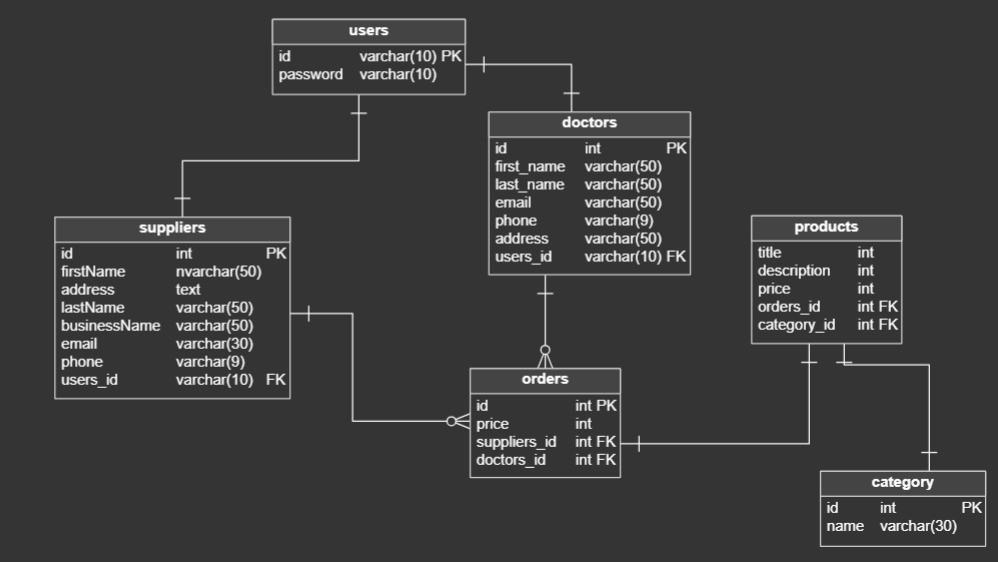 users
id varchar(10) PK
password varchar(10)
doctors
id int PK
first_name varchar(50)
last_name varchar(50)
email varchar(50)
phone varchar(9)
address varchar(50)
users_id varchar(10) FK
suppliers
id int PK
firstName nvarchar(50)
address text
lastName varchar(50)
businessName varchar(50)
email varchar(30)
phone varchar(9)
users_id varchar(10) FK
products
title int
description int
price int
orders_id int FK
category_id int FK
orders
id int PK
price int
suppliers_id int FK
doctors_id int FK
category
id int PK
name varchar(30)